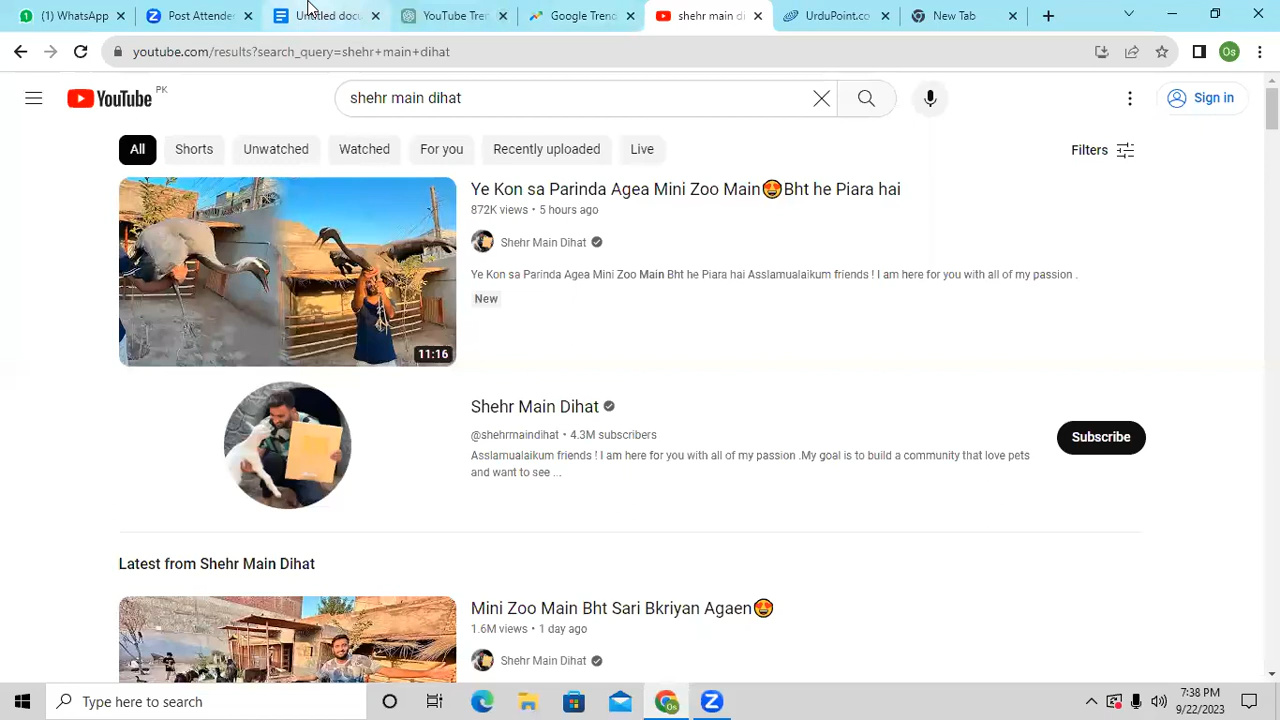 (1) WhatsApp
Post Attende
Untitled docu
YouTube Tren
Google Trend
shehr main di
UrduPoint.co
New Tab
youtube.com/results?search_query=shehr+main+dihat
Os
YouTube PK
shehr main dihat
Sign in
All
Shorts
Unwatched
Watched
For you
Recently uploaded
Live
Filters
Ye Kon sa Parinda Agea Mini Zoo Main🤩Bht he Piara hai
872K views • 5 hours ago
Shehr Main Dihat
Ye Kon sa Parinda Agea Mini Zoo Main Bht he Piara hai Asslamualaikum friends ! I am here for you with all of my passion .
New
11:16
Shehr Main Dihat
@shehrmaindihat • 4.3M subscribers
Asslamualaikum friends ! I am here for you with all of my passion .My goal is to build a community that love pets
and want to see ...
Subscribe
Latest from Shehr Main Dihat
Mini Zoo Main Bht Sari Bkriyan Agaen🤩
1.6M views • 1 day ago
Shehr Main Dihat
Type here to search
7:38 PM
9/22/2023